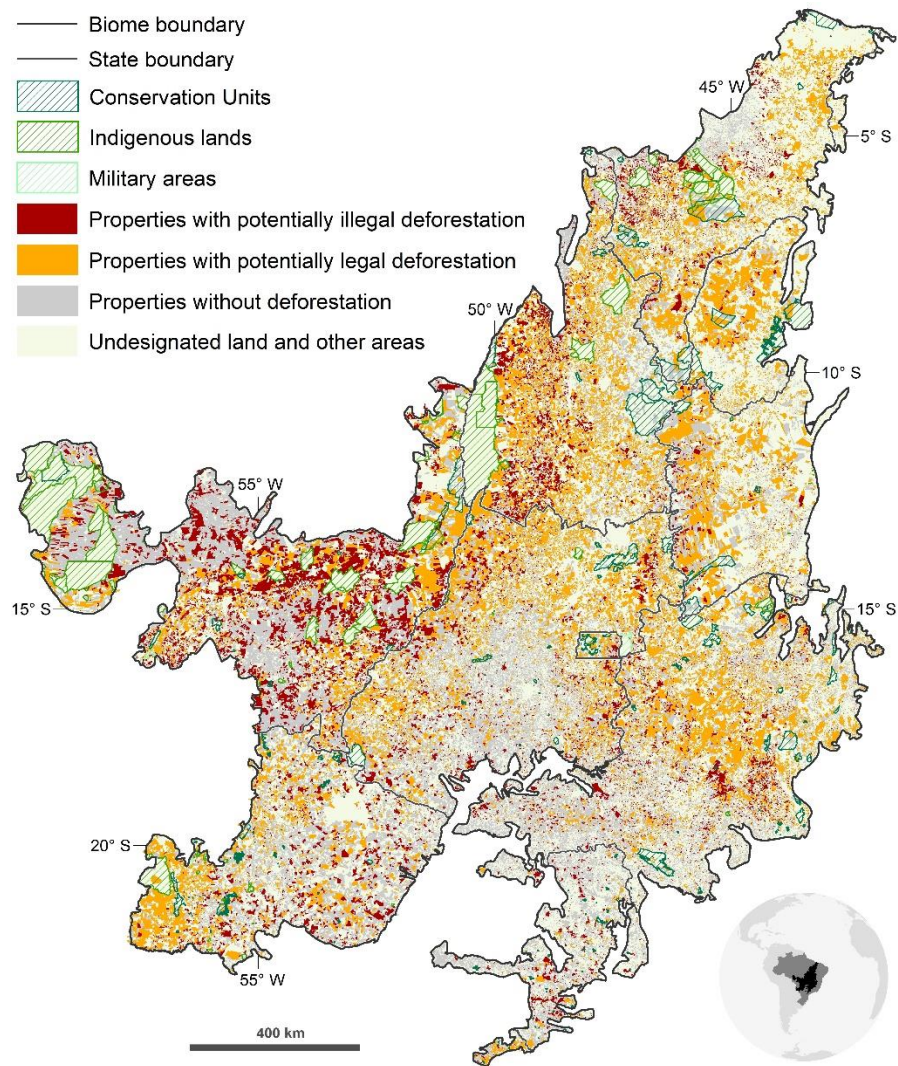 Biome boundary
State boundary
Conservation Units
Indigenous lands
Military areas
Properties with potentially illegal deforestation
Properties with potentially legal deforestation
Properties without deforestation
Undesignated land and other areas
45° W
5° S
50° W
10° S
55° W
15° S
15° S
20° S
55° W
400 km